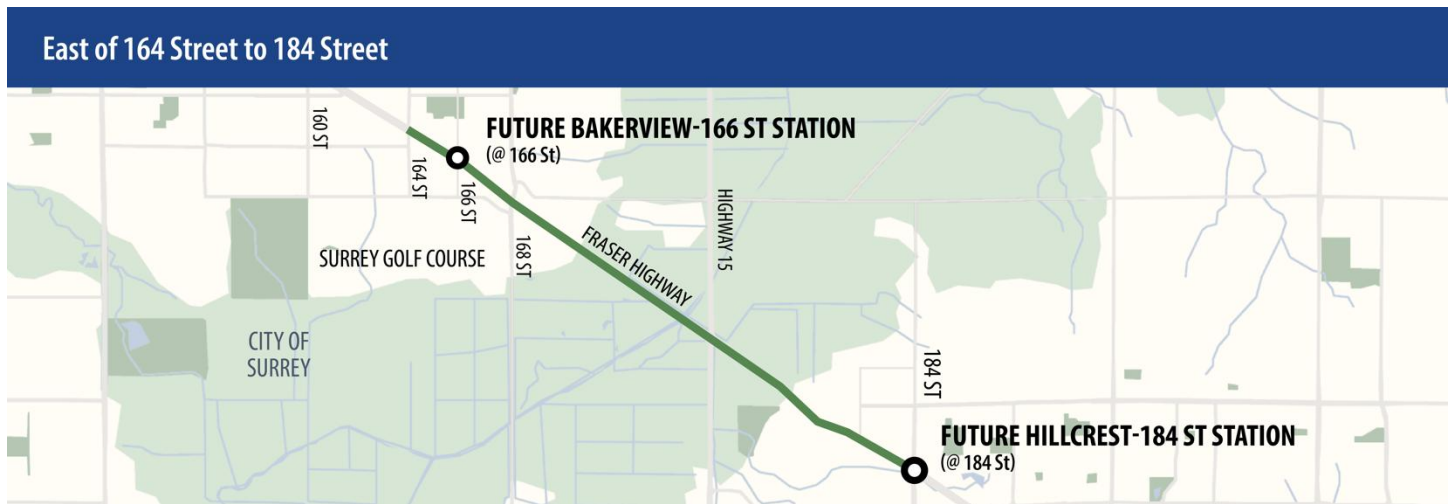 East of 164 Street to 184 Street
160 ST
164 ST
166 ST
FUTURE BAKERVIEW-166 ST STATION
(@ 166 St)
168 ST
SURREY GOLF COURSE
HIGHWAY 15
FRASER HIGHWAY
CITY OF
SURREY
184 ST
FUTURE HILLCREST-184 ST STATION
(@ 184 St)